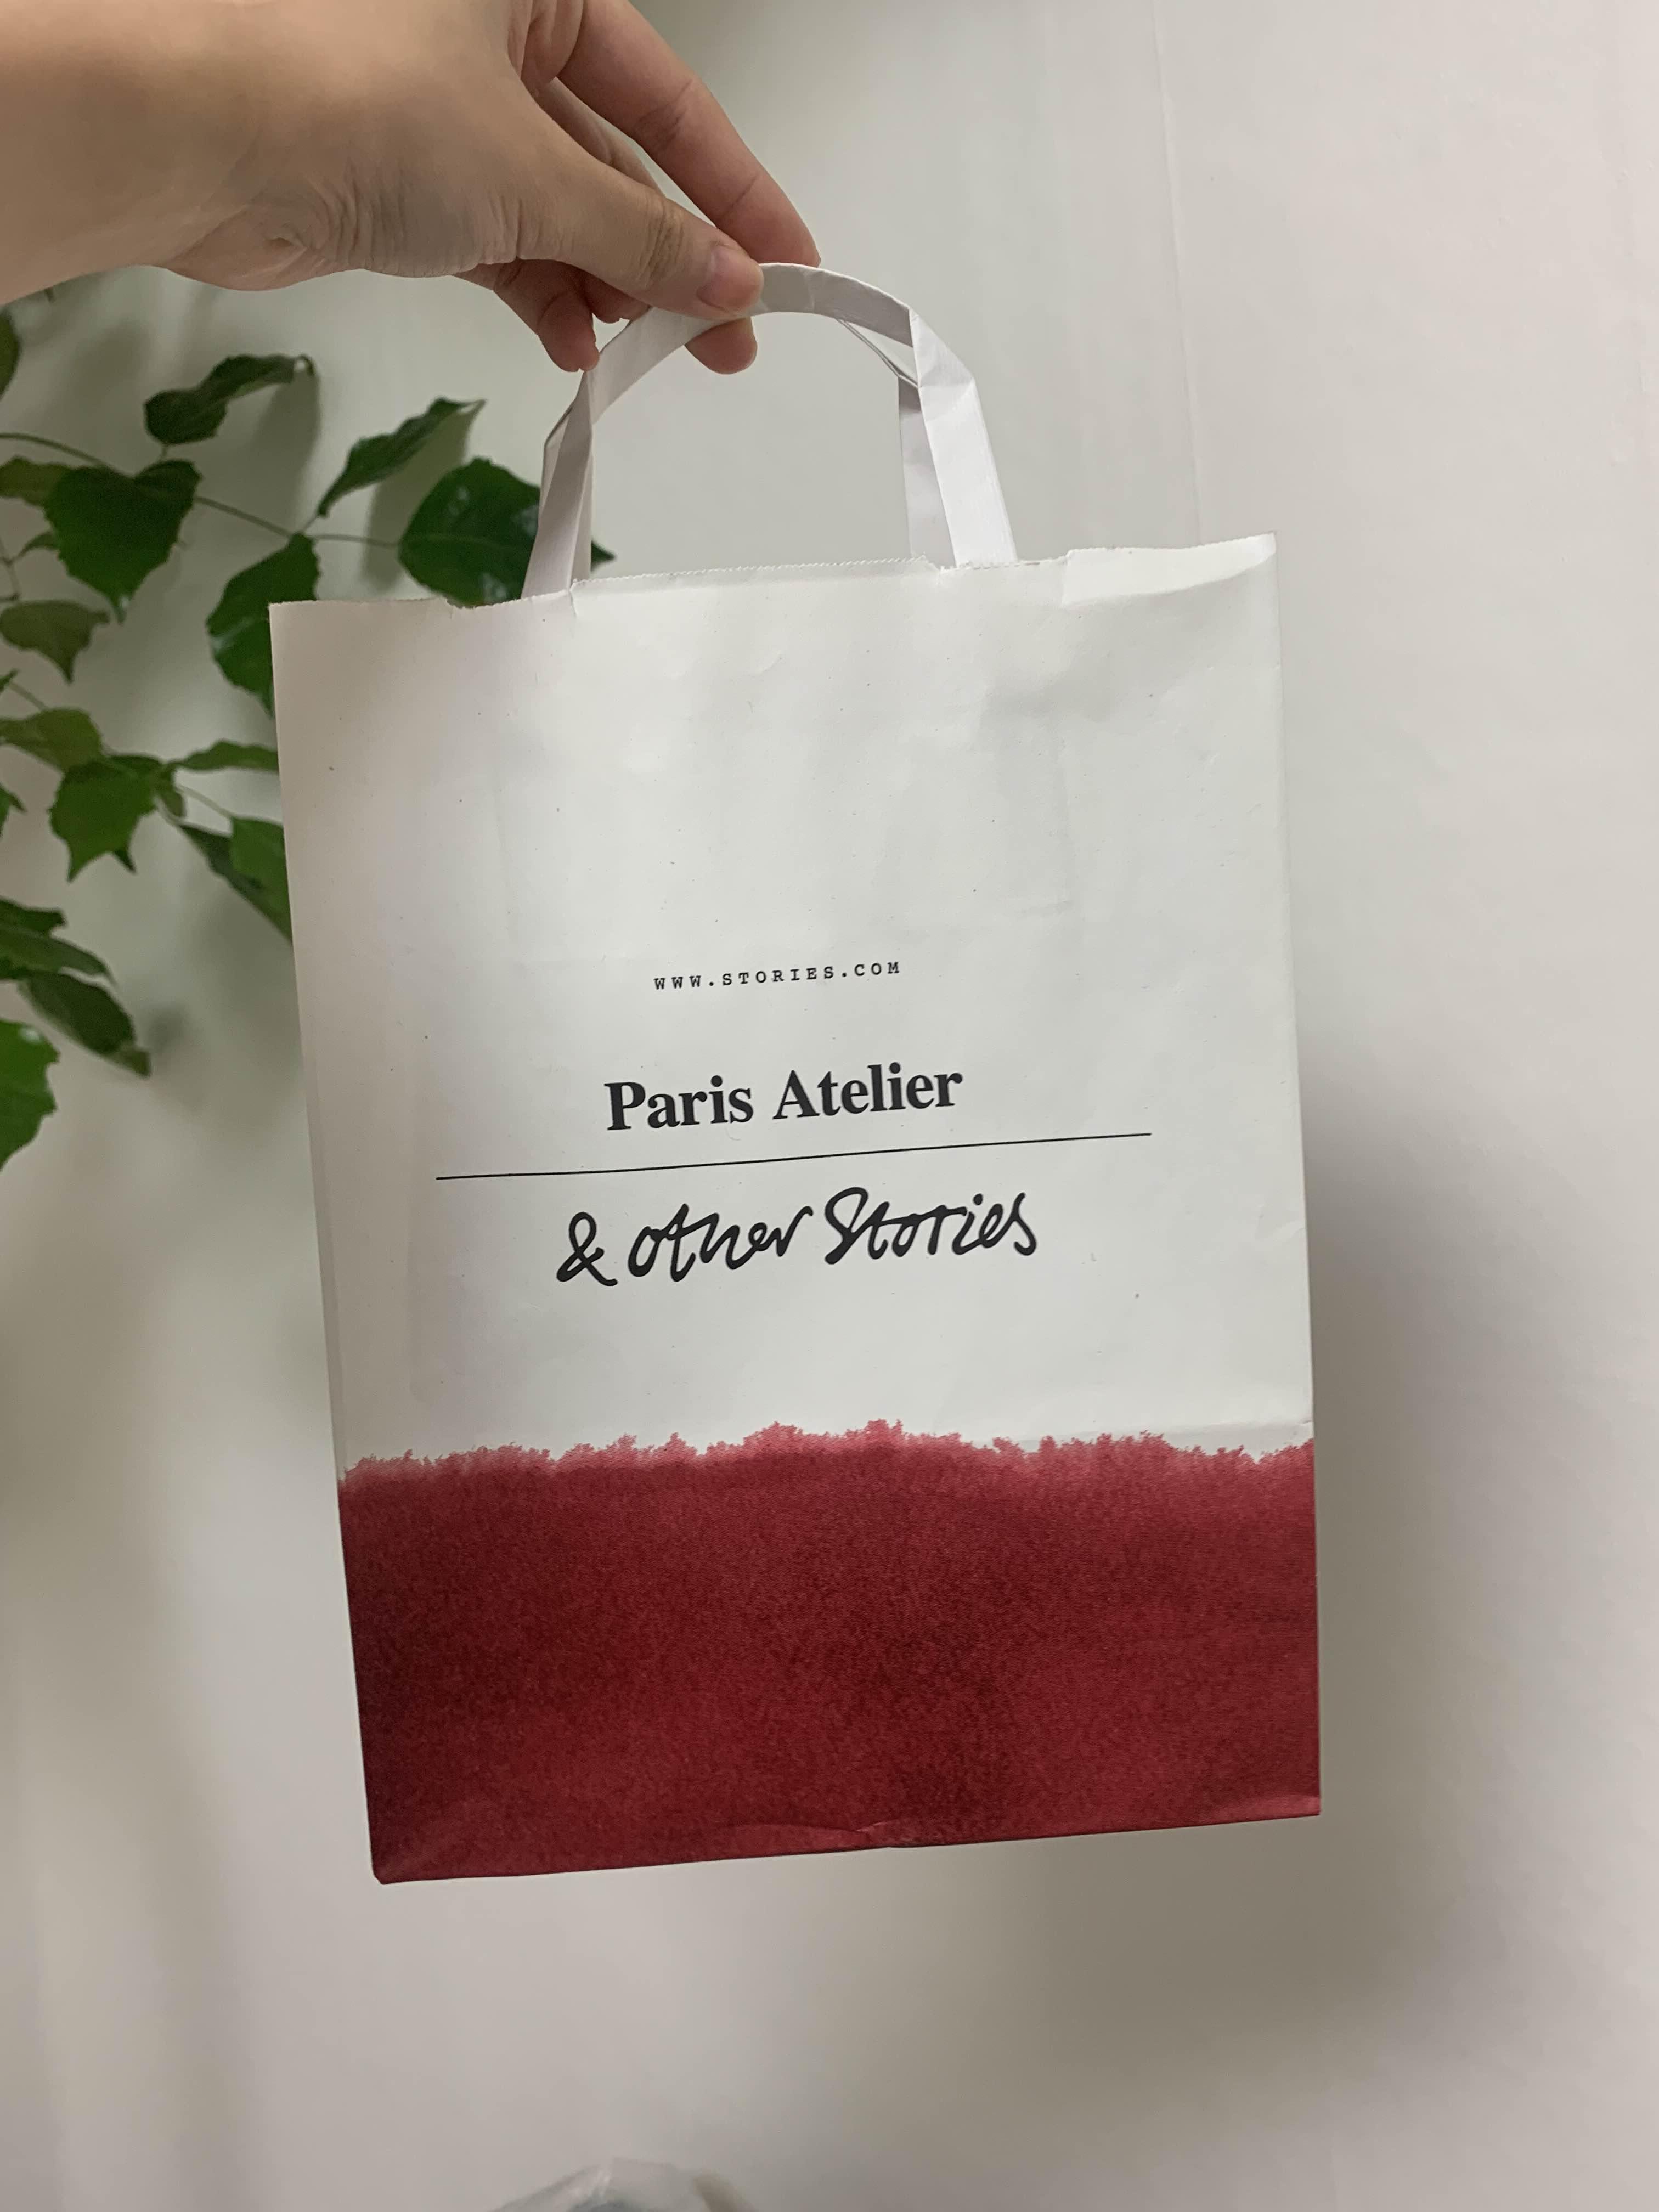 WWW.STORIES.COM
Paris Atelier
& other Stories